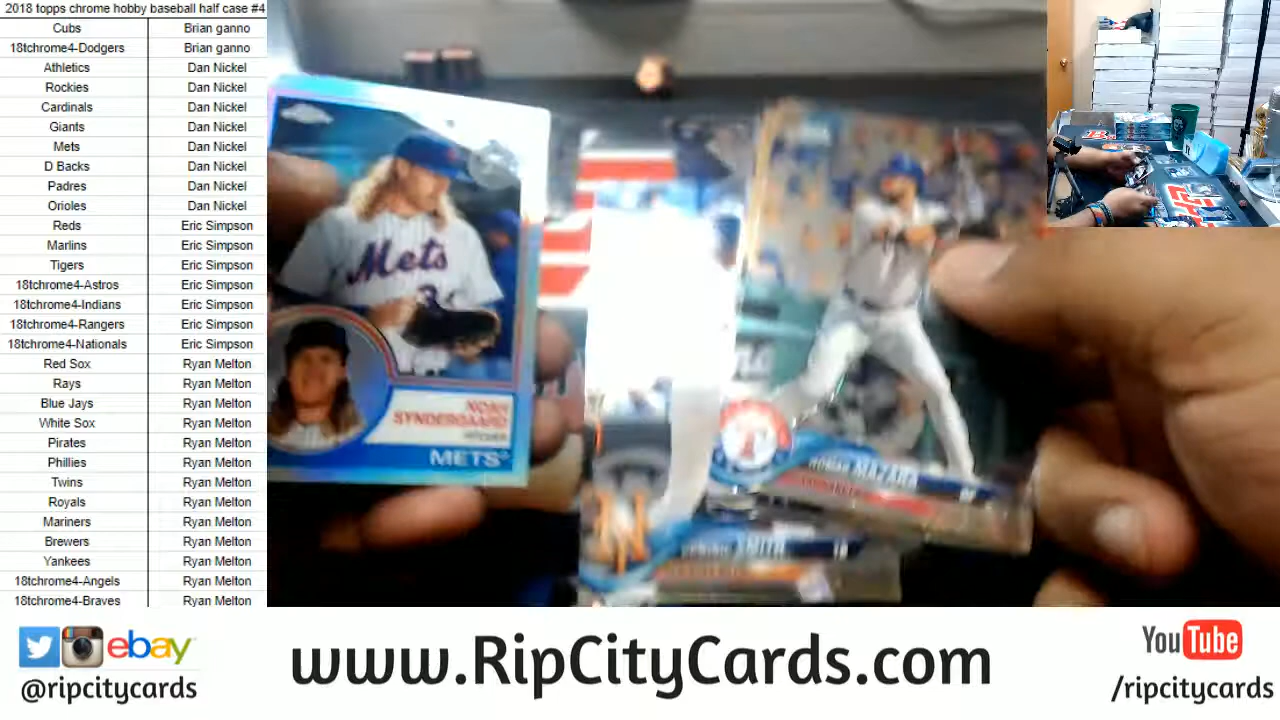 2018 topps chrome hobby baseball half case #4
Cubs Brian ganno
18tchrome4-Dodgers Brian ganno
Athletics Dan Nickel
Rockies Dan Nickel
Cardinals Dan Nickel
Giants Dan Nickel
Mets Dan Nickel
D Backs Dan Nickel
Padres Dan Nickel
Orioles Dan Nickel
Reds Eric Simpson
Marlins Eric Simpson
Tigers Eric Simpson
18tchrome4-Astros Eric Simpson
18tchrome4-Indians Eric Simpson
18tchrome4-Rangers Eric Simpson
18tchrome4-Nationals Eric Simpson
Red Sox Ryan Melton
Rays Ryan Melton
Blue Jays Ryan Melton
White Sox Ryan Melton
Pirates Ryan Melton
Phillies Ryan Melton
Twins Ryan Melton
Royals Ryan Melton
Mariners Ryan Melton
Brewers Ryan Melton
Yankees Ryan Melton
18tchrome4-Angels Ryan Melton
18tchrome4-Braves Ryan Melton
Mets
NOAH
SYNDERGAARD
PITCHER
METS
NOMAR MAZARA
SMITH
ebay
@ripcitycards
www.RipCityCards.com
YouTube
/ripcitycards